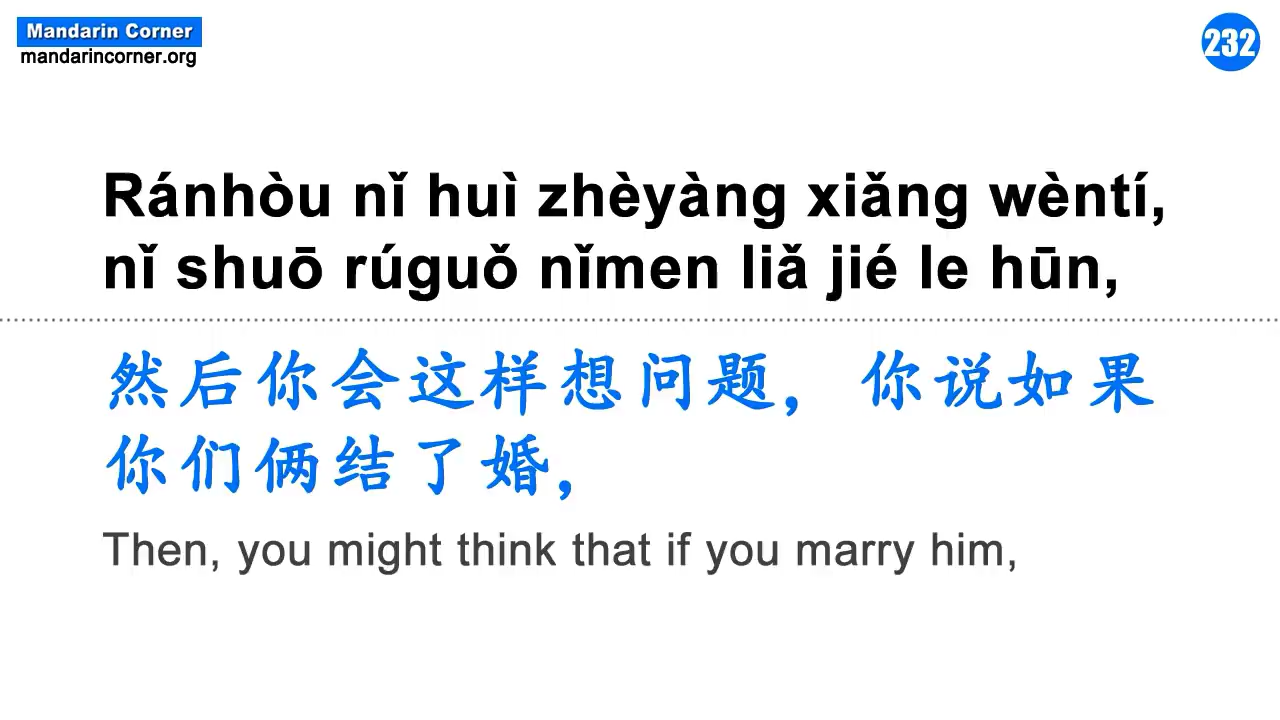 Mandarin Corner
mandarincorner.org
232
Ránhòu nǐ huì zhèyàng xiǎng wèntí,
nǐ shuō rúguǒ nǐmen liǎ jié le hūn,
然后你会这样想问题，你说如果
你们俩结了婚，
Then, you might think that if you marry him,